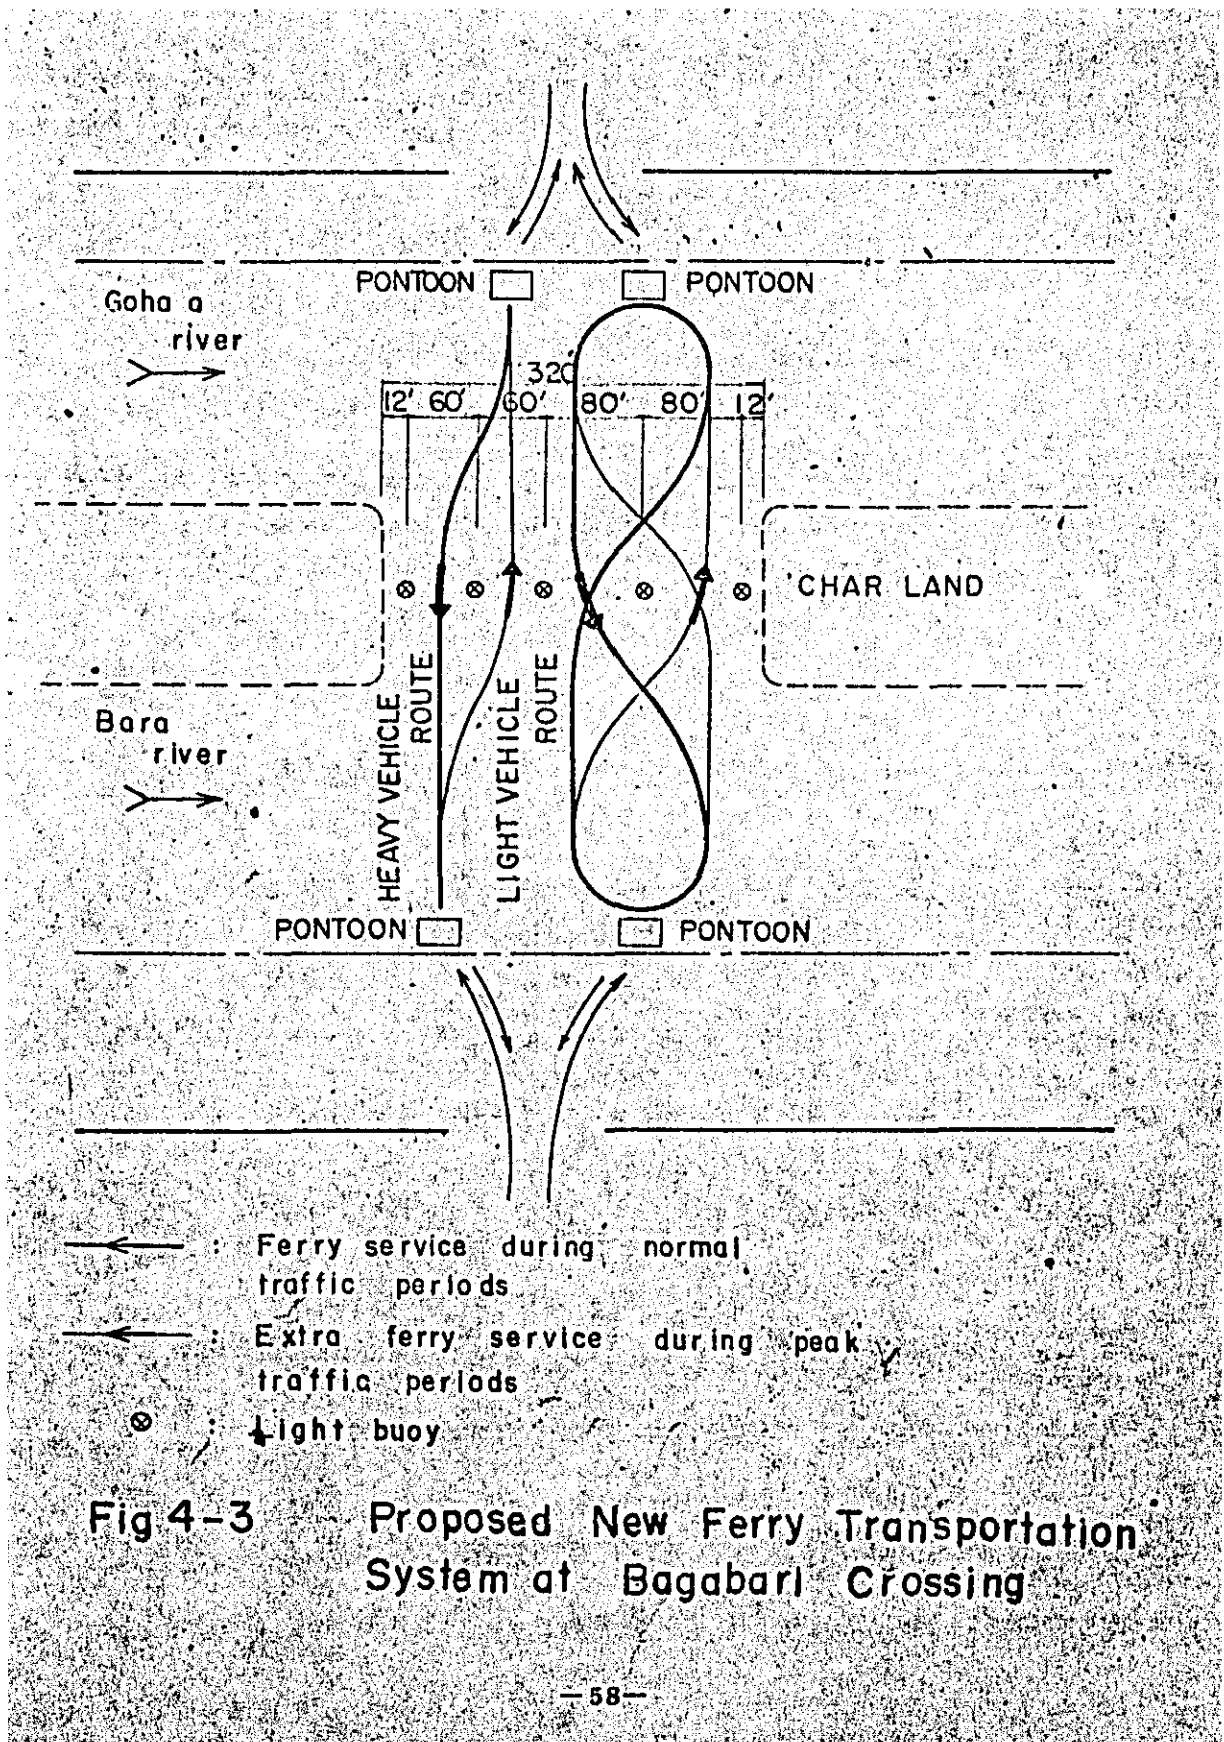 PONTOON
PONTOON
Goha a
river
320'
12' 60' 60' 80' 80' 12'
CHAR LAND
HEAVY VEHICLE
ROUTE
LIGHT VEHICLE
ROUTE
Bara
river
PONTOON
PONTOON
: Ferry service during normal
traffic periods
: Extra ferry service during peak
traffic periods
: Light buoy
Fig 4-3 Proposed New Ferry Transportation
System at Bagabari Crossing
—58—